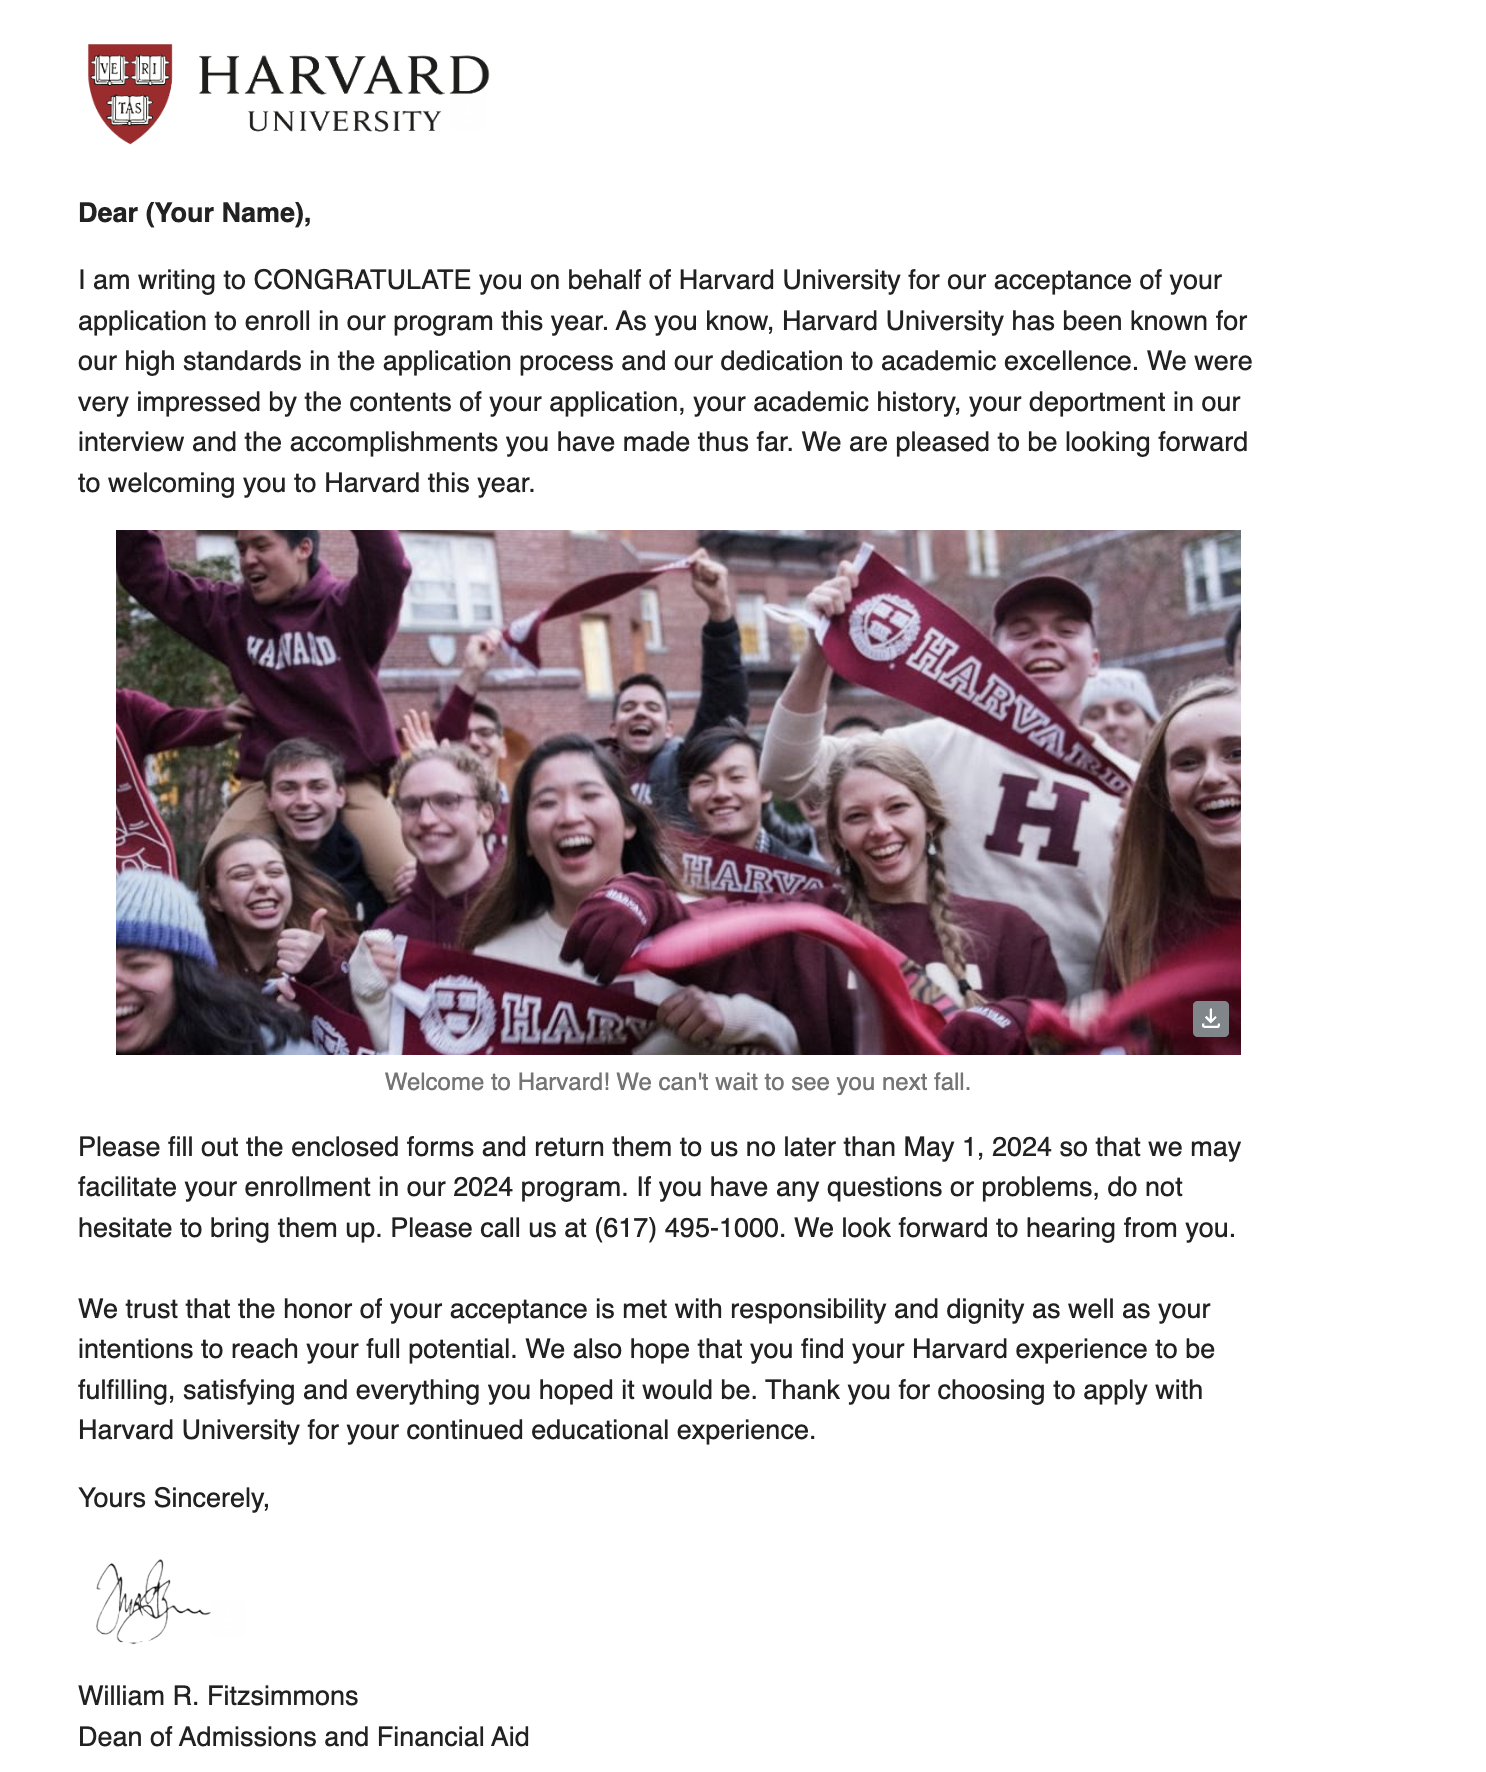 VE RI
TAS
HARVARD
UNIVERSITY
Dear (Your Name),
I am writing to CONGRATULATE you on behalf of Harvard University for our acceptance of your
application to enroll in our program this year. As you know, Harvard University has been known for
our high standards in the application process and our dedication to academic excellence. We were
very impressed by the contents of your application, your academic history, your deportment in our
interview and the accomplishments you have made thus far. We are pleased to be looking forward
to welcoming you to Harvard this year.
HARVARD
H
HARVA
HARV
Welcome to Harvard! We can't wait to see you next fall.
Please fill out the enclosed forms and return them to us no later than May 1, 2024 so that we may
facilitate your enrollment in our 2024 program. If you have any questions or problems, do not
hesitate to bring them up. Please call us at (617) 495-1000. We look forward to hearing from you.
We trust that the honor of your acceptance is met with responsibility and dignity as well as your
intentions to reach your full potential. We also hope that you find your Harvard experience to be
fulfilling, satisfying and everything you hoped it would be. Thank you for choosing to apply with
Harvard University for your continued educational experience.
Yours Sincerely,
William R. Fitzsimmons
Dean of Admissions and Financial Aid